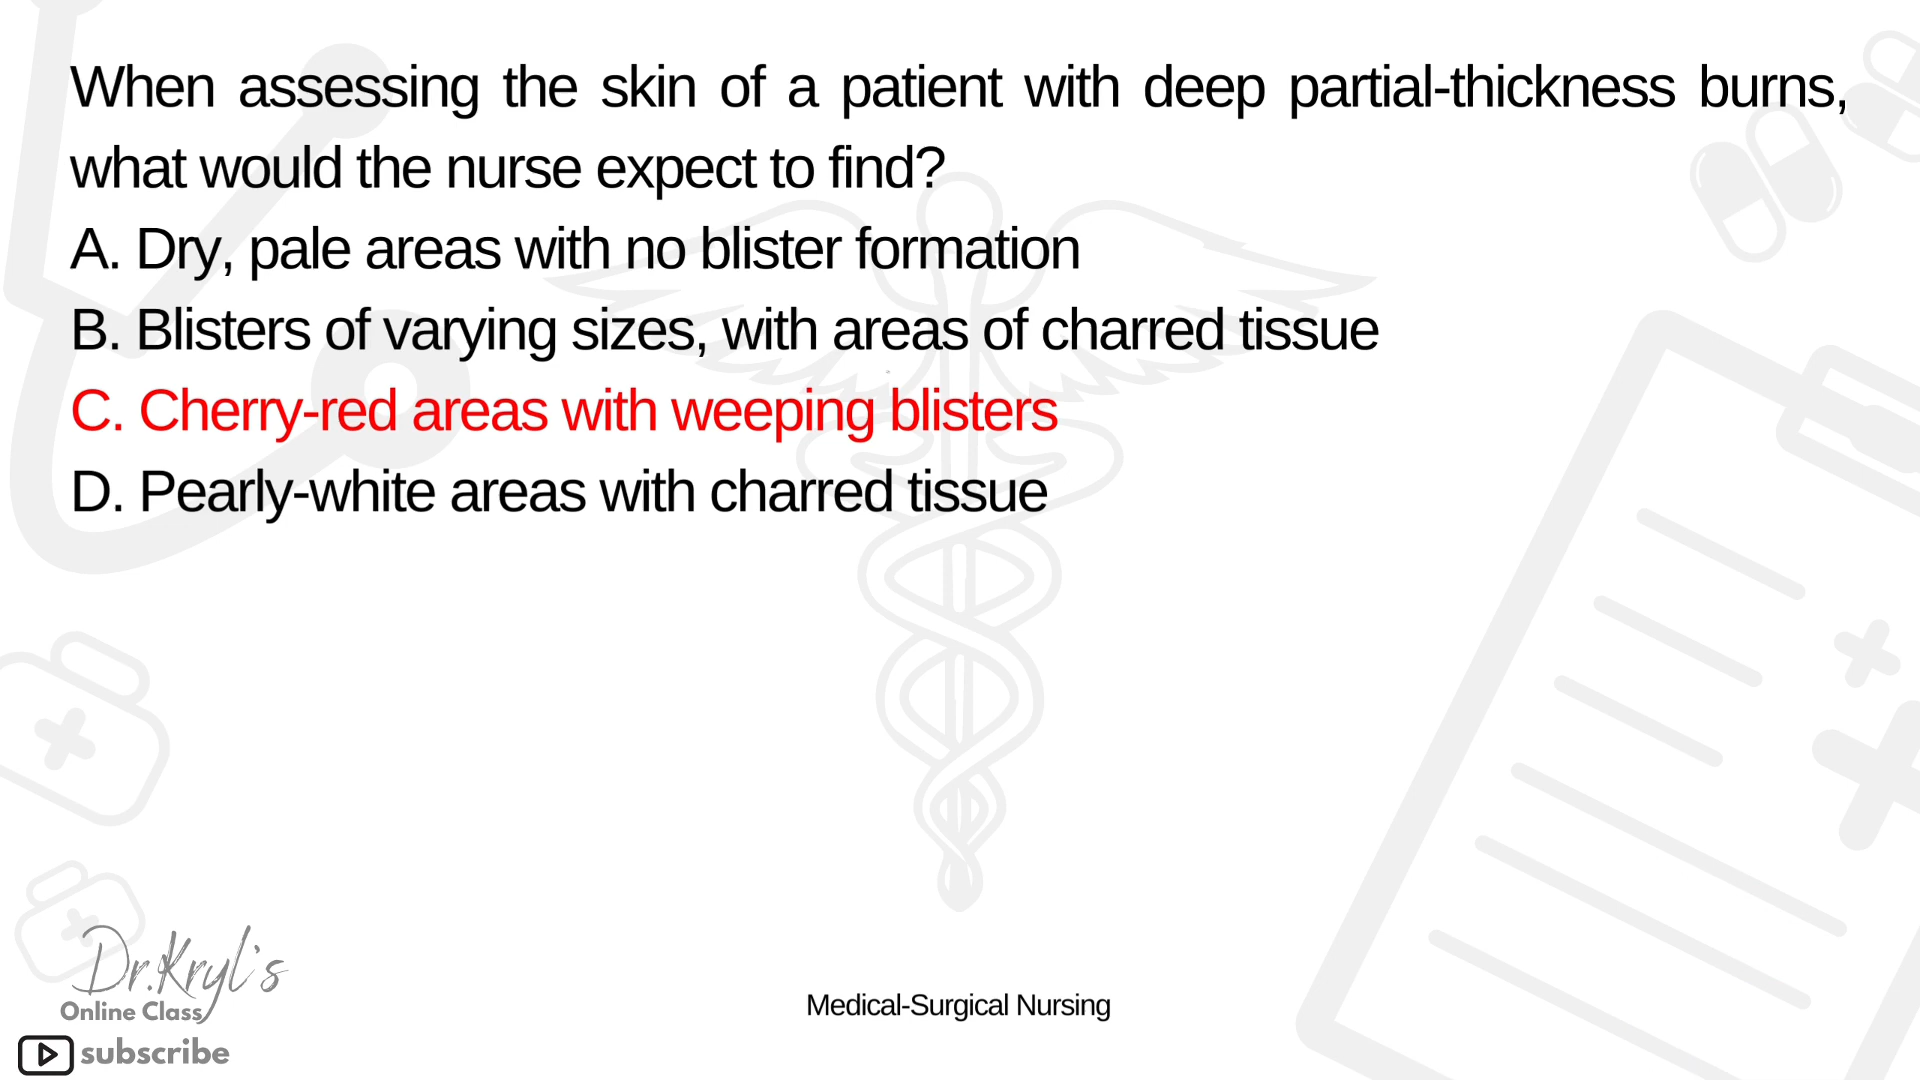 When assessing the skin of a patient with deep partial-thickness burns,
what would the nurse expect to find?
A. Dry, pale areas with no blister formation
B. Blisters of varying sizes, with areas of charred tissue
C. Cherry-red areas with weeping blisters
D. Pearly-white areas with charred tissue
Dr.Kryl's
Online Class
subscribe
Medical-Surgical Nursing